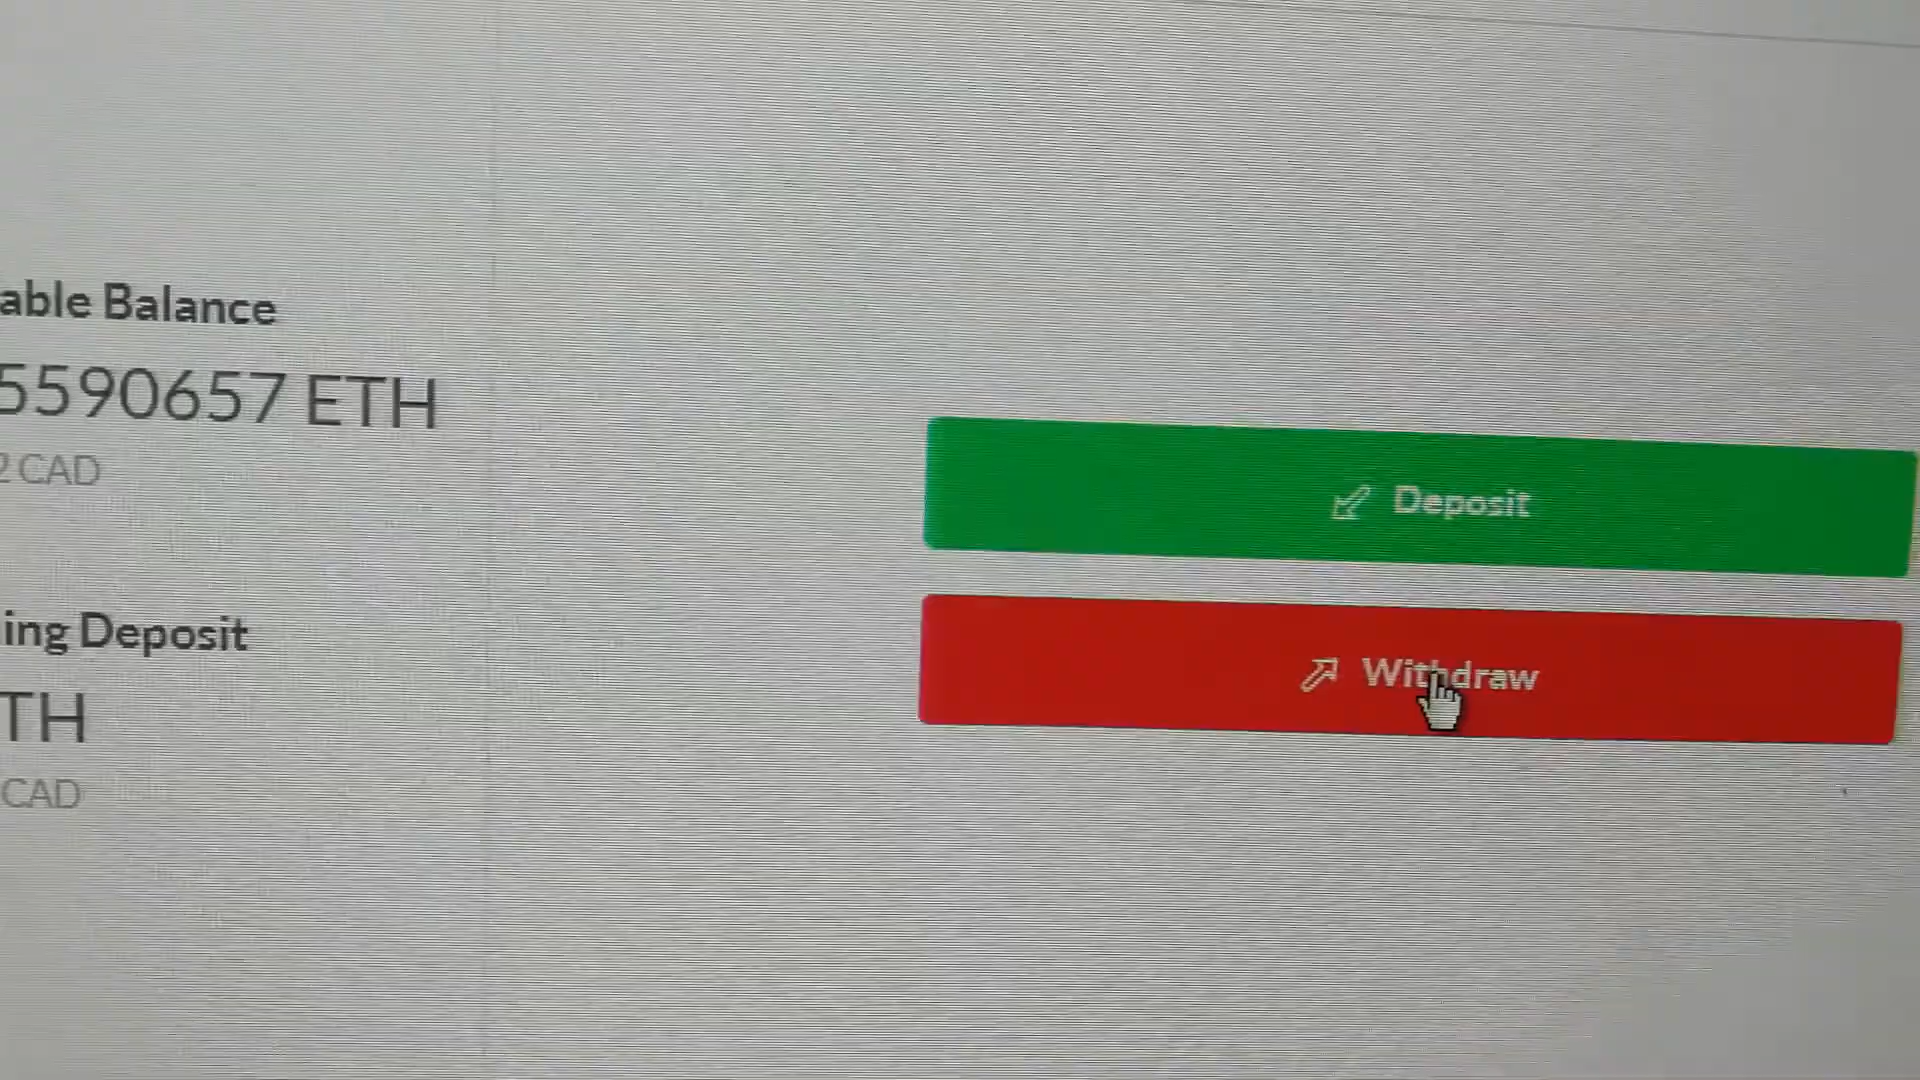 able Balance
5590657 ETH
2 CAD
Deposit
ing Deposit
Withdraw
TH
CAD